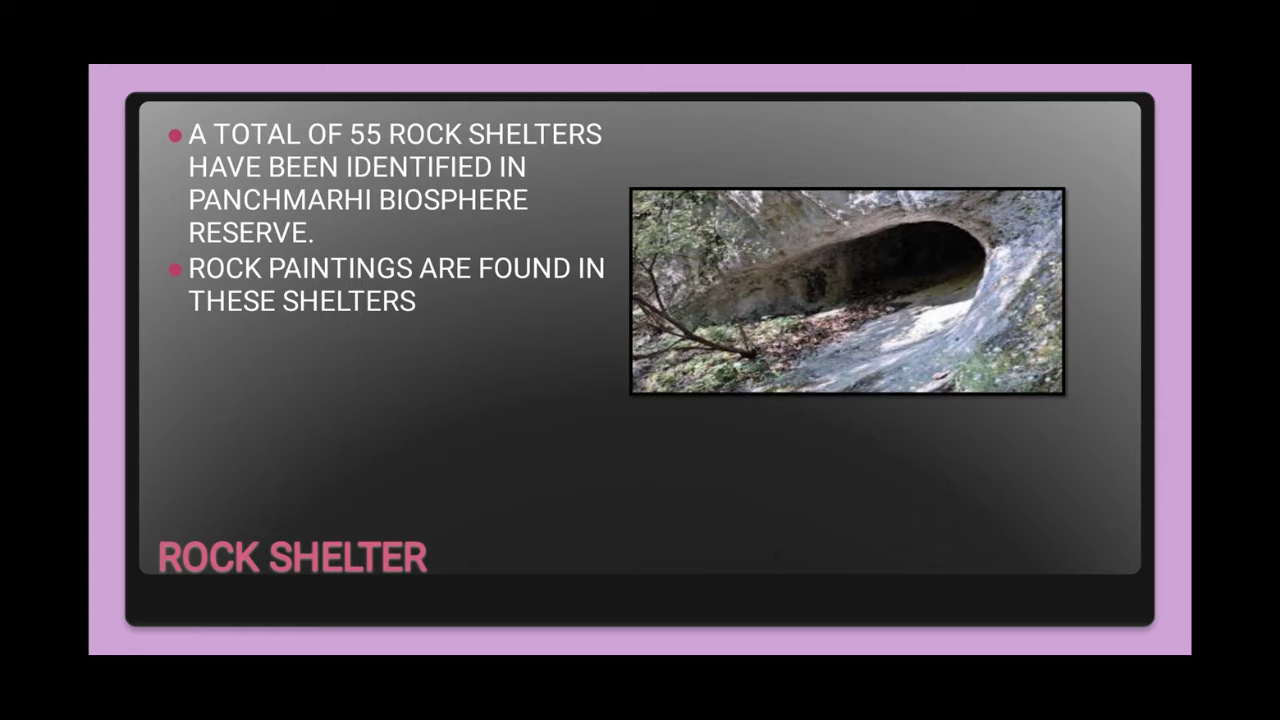 A TOTAL OF 55 ROCK SHELTERS
HAVE BEEN IDENTIFIED IN
PANCHMARHI BIOSPHERE
RESERVE.
ROCK PAINTINGS ARE FOUND IN
THESE SHELTERS
ROCK SHELTER